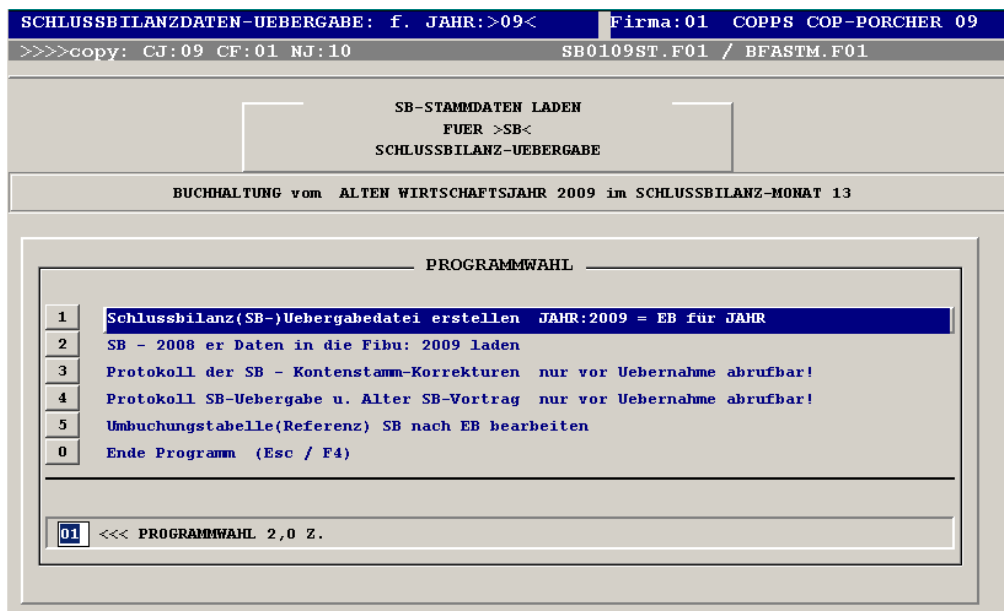 SCHLUSSBILANZDATEN-UEBERGABE: f. JAHR:>09< Firma:01 COPPS COP-PORCHER 09
>>>>copy: CJ:09 CF:01 NJ:10 SB0109ST.F01 / BFASTM.F01
SB-STAMMDATEN LADEN
FUER >SB<
SCHLUSSBILANZ-UEBERGABE
BUCHHALTUNG vom ALTEN WIRTSCHAFTSJAHR 2009 im SCHLUSSBILANZ-MONAT 13
PROGRAMMWAHL
1 Schlussbilanz(SB-)Uebergabedatei erstellen JAHR:2009 = EB für JAHR
2 SB - 2008 er Daten in die Fibu: 2009 laden
3 Protokoll der SB - Kontenstamm-Korrekturen nur vor Uebernahme abrufbar!
4 Protokoll SB-Uebergabe u. Alter SB-Vortrag nur vor Uebernahme abrufbar!
5 Umbuchungstabelle(Referenz) SB nach EB bearbeiten
0 Ende Programm (Esc / F4)
01 <<< PROGRAMMWAHL 2,0 Z.